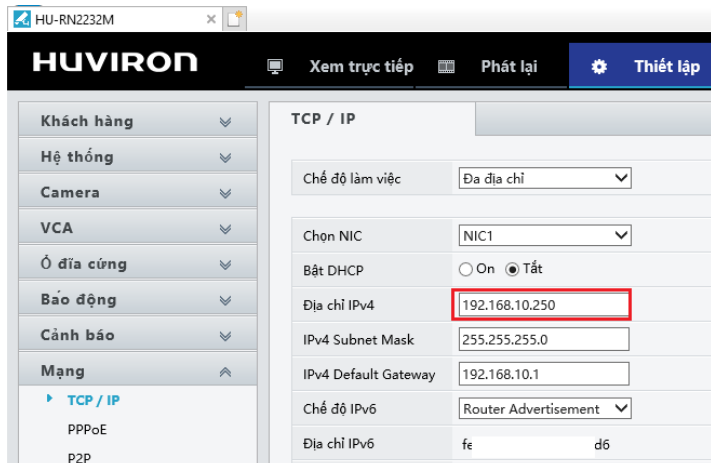 HU-RN2232M
HUVIRON
Xem trực tiếp
Phát lại
Thiết lập
Khách hàng
Hệ thống
Camera
VCA
Ổ đĩa cứng
Báo động
Cảnh báo
Mạng
TCP / IP
PPPoE
P2P
TCP / IP
Chế độ làm việc Đa địa chỉ
Chọn NIC NIC1
Bật DHCP On Tắt
Địa chỉ IPv4 192.168.10.250
IPv4 Subnet Mask 255.255.255.0
IPv4 Default Gateway 192.168.10.1
Chế độ IPv6 Router Advertisement
Địa chỉ IPv6 fe d6